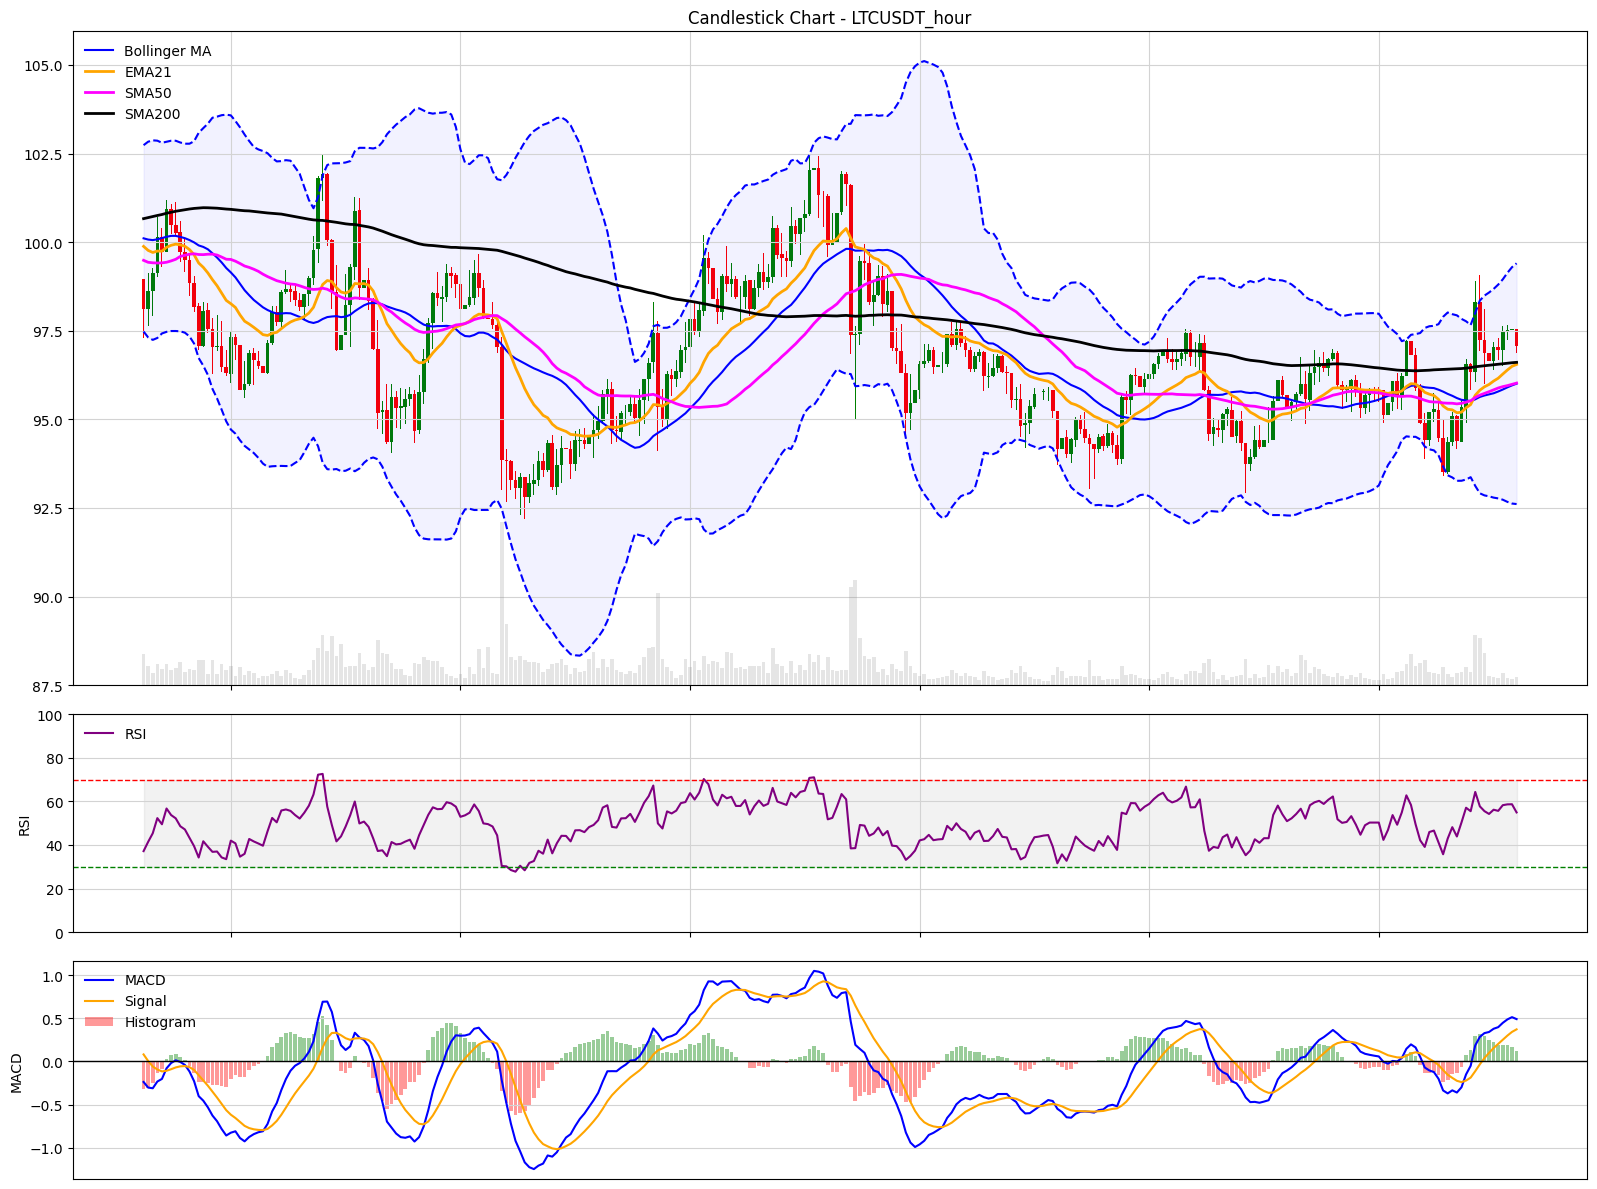 Candlestick Chart - LTCUSDT_hour
Bollinger MA
EMA21
SMA50
SMA200
105.0
102.5
100.0
97.5
95.0
92.5
90.0
87.5
RSI
100
80
60
40
20
0
RSI
MACD
Signal
Histogram
1.0
0.5
0.0
−0.5
−1.0
MACD